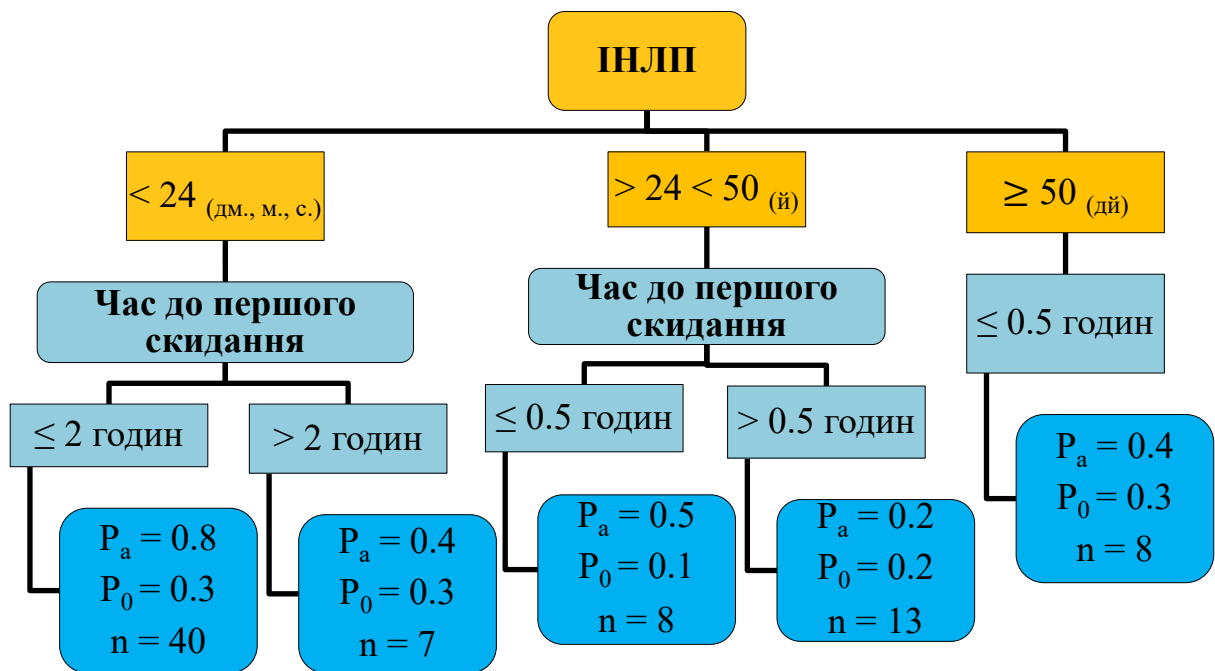 ІНЛП
< 24 (дм., м., с.)
> 24 < 50 (й)
≥ 50 (дй)
Час до першого
скидання
Час до першого
скидання
≤ 0.5 годин
≤ 2 годин
> 2 годин
≤ 0.5 годин
> 0.5 годин
Pa = 0.8
P0 = 0.3
n = 40
Pa = 0.4
P0 = 0.3
n = 7
Pa = 0.5
P0 = 0.1
n = 8
Pa = 0.2
P0 = 0.2
n = 13
Pa = 0.4
P0 = 0.3
n = 8